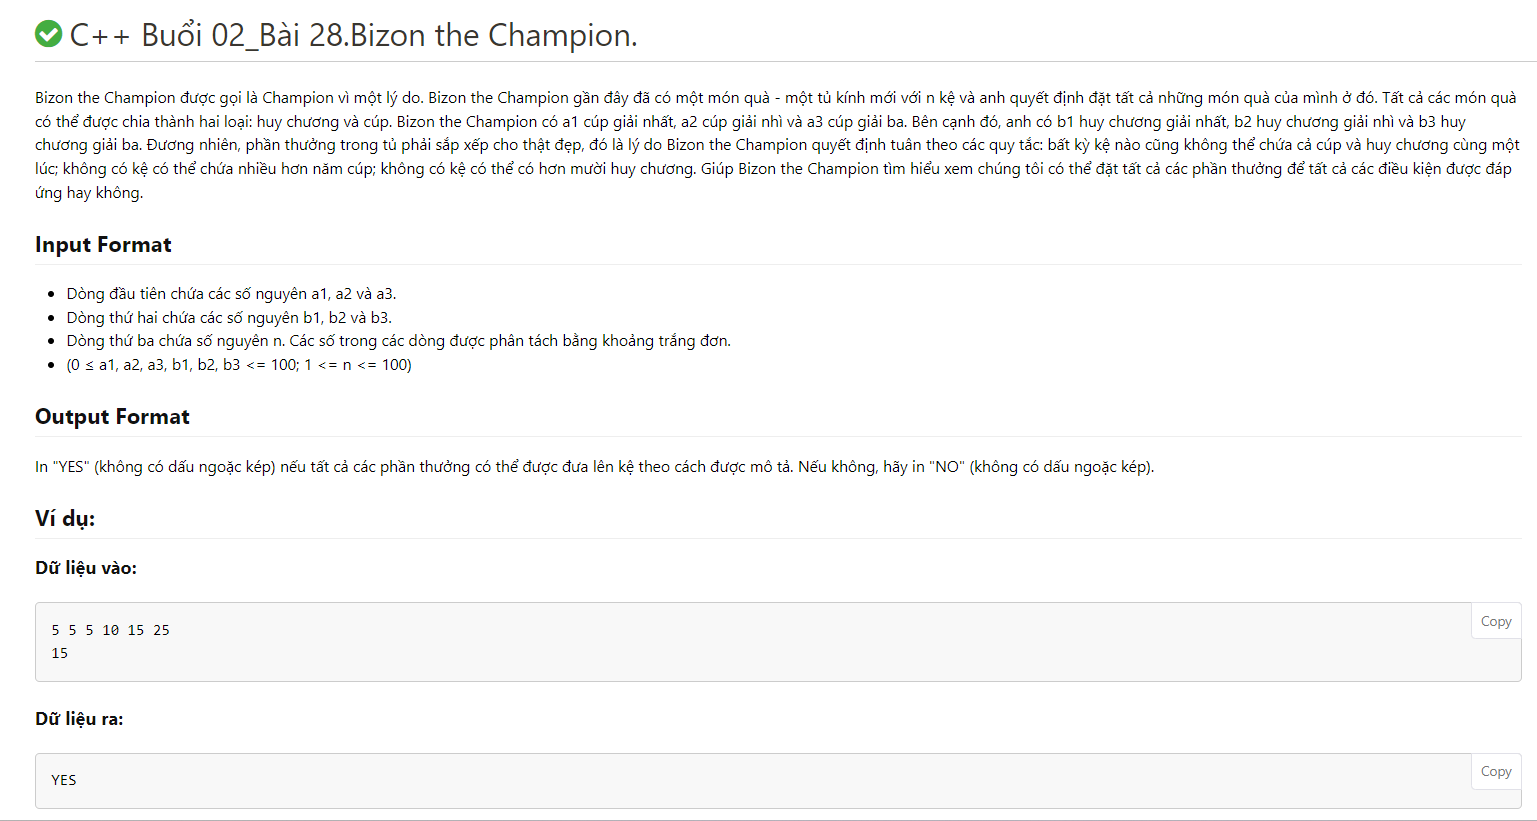 C++ Buổi 02_Bài 28.Bizon the Champion.
Bizon the Champion được gọi là Champion vì một lý do. Bizon the Champion gần đây đã có một món quà - một tủ kính mới với n kệ và anh quyết định đặt tất cả những món quà của mình ở đó. Tất cả các món quà
có thể được chia thành hai loại: huy chương và cúp. Bizon the Champion có a1 cúp giải nhất, a2 cúp giải nhì và a3 cúp giải ba. Bên cạnh đó, anh có b1 huy chương giải nhất, b2 huy chương giải nhì và b3 huy
chương giải ba. Đương nhiên, phần thưởng trong tủ phải sắp xếp cho thật đẹp, đó là lý do Bizon the Champion quyết định tuân theo các quy tắc: bất kỳ kệ nào cũng không thể chứa cả cúp và huy chương cùng một
lúc; không có kệ có thể chứa nhiều hơn năm cúp; không có kệ có thể có hơn mười huy chương. Giúp Bizon the Champion tìm hiểu xem chúng tôi có thể đặt tất cả các phần thưởng để tất cả các điều kiện được đáp
ứng hay không.
Input Format
• Dòng đầu tiên chứa các số nguyên a1, a2 và a3.
• Dòng thứ hai chứa các số nguyên b1, b2 và b3.
• Dòng thứ ba chứa số nguyên n. Các số trong các dòng được phân tách bằng khoảng trắng đơn.
• (0 ≤ a1, a2, a3, b1, b2, b3 <= 100; 1 <= n <= 100)
Output Format
In "YES" (không có dấu ngoặc kép) nếu tất cả các phần thưởng có thể được đưa lên kệ theo cách được mô tả. Nếu không, hãy in "NO" (không có dấu ngoặc kép).
Ví dụ:
Dữ liệu vào:
Copy
5 5 5 10 15 25
15
Dữ liệu ra:
Copy
YES